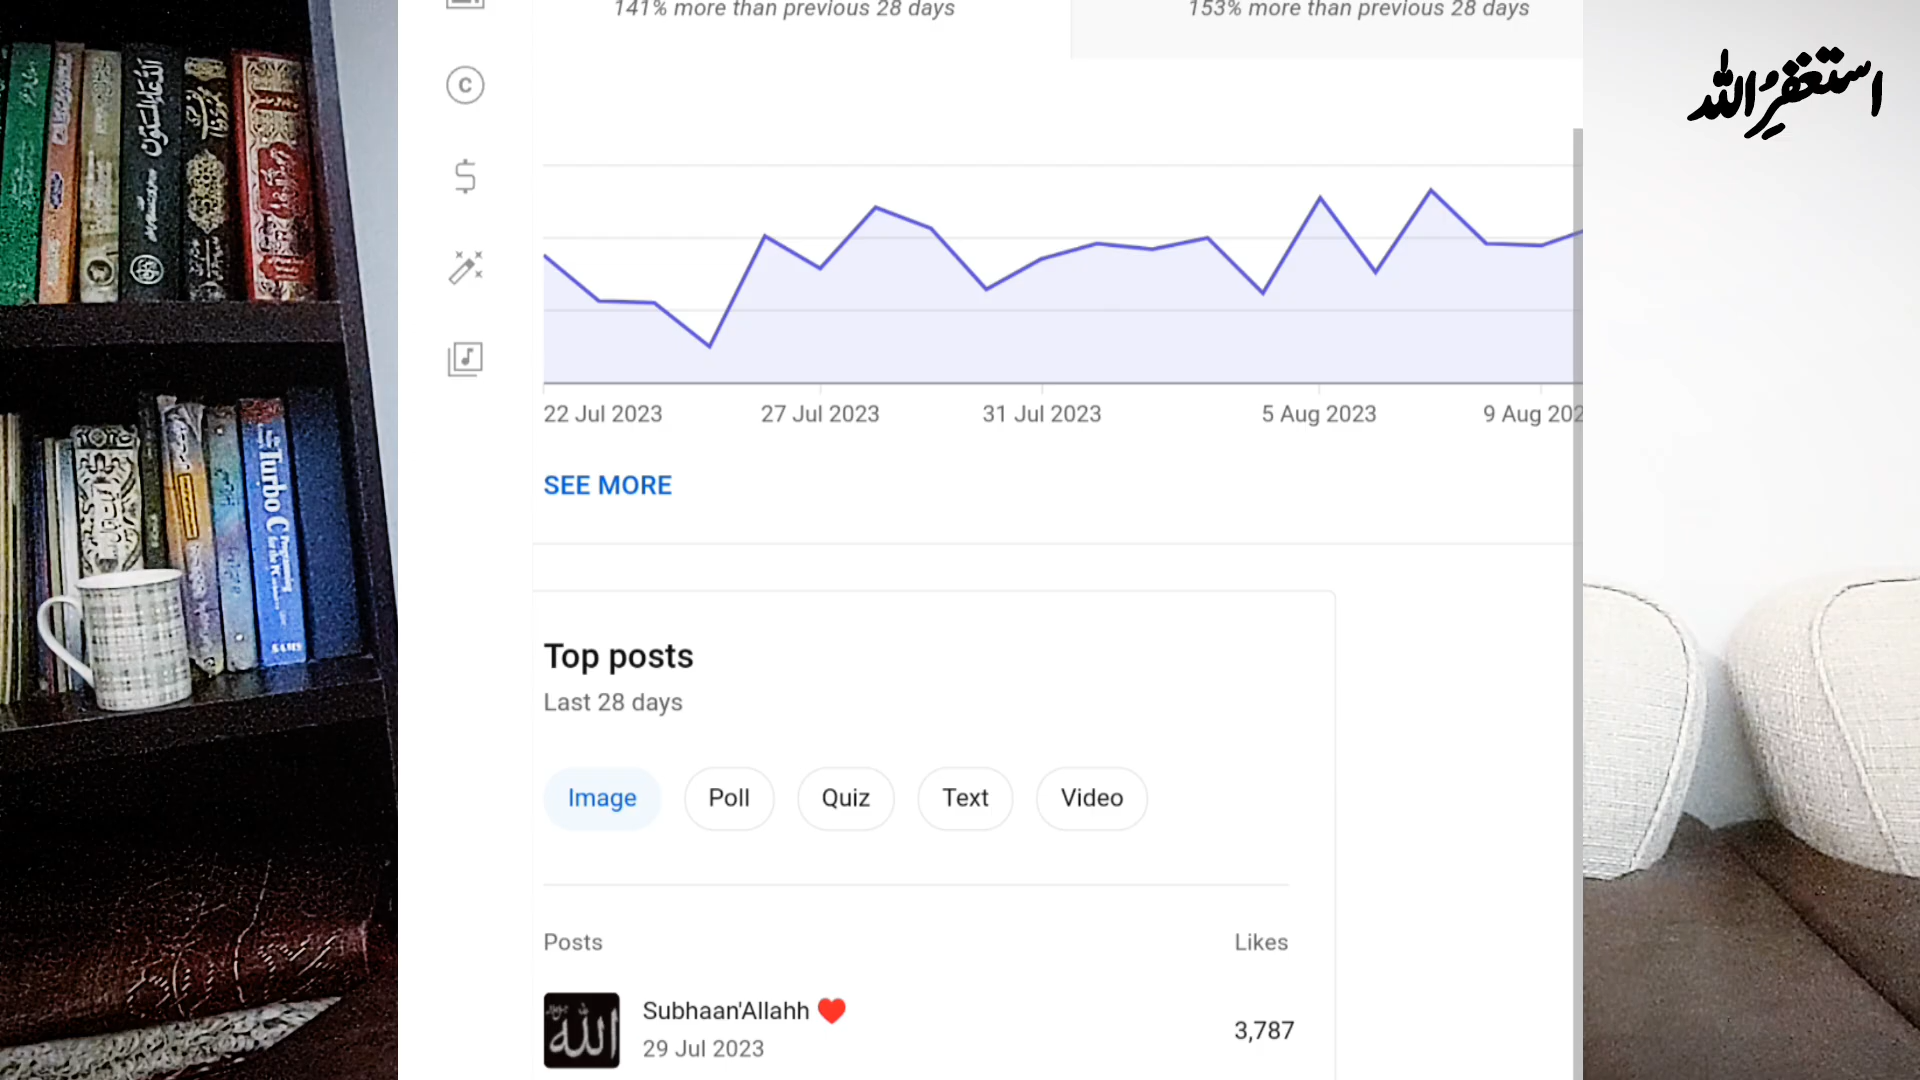 141% more than previous 28 days
153% more than previous 28 days
استغفر الله
22 Jul 2023
27 Jul 2023
31 Jul 2023
5 Aug 2023
9 Aug 202
SEE MORE
Turbo C
Top posts
Last 28 days
Image
Poll
Quiz
Text
Video
Posts
Likes
الله
Subhaan'Allahh ❤️
29 Jul 2023
3,787